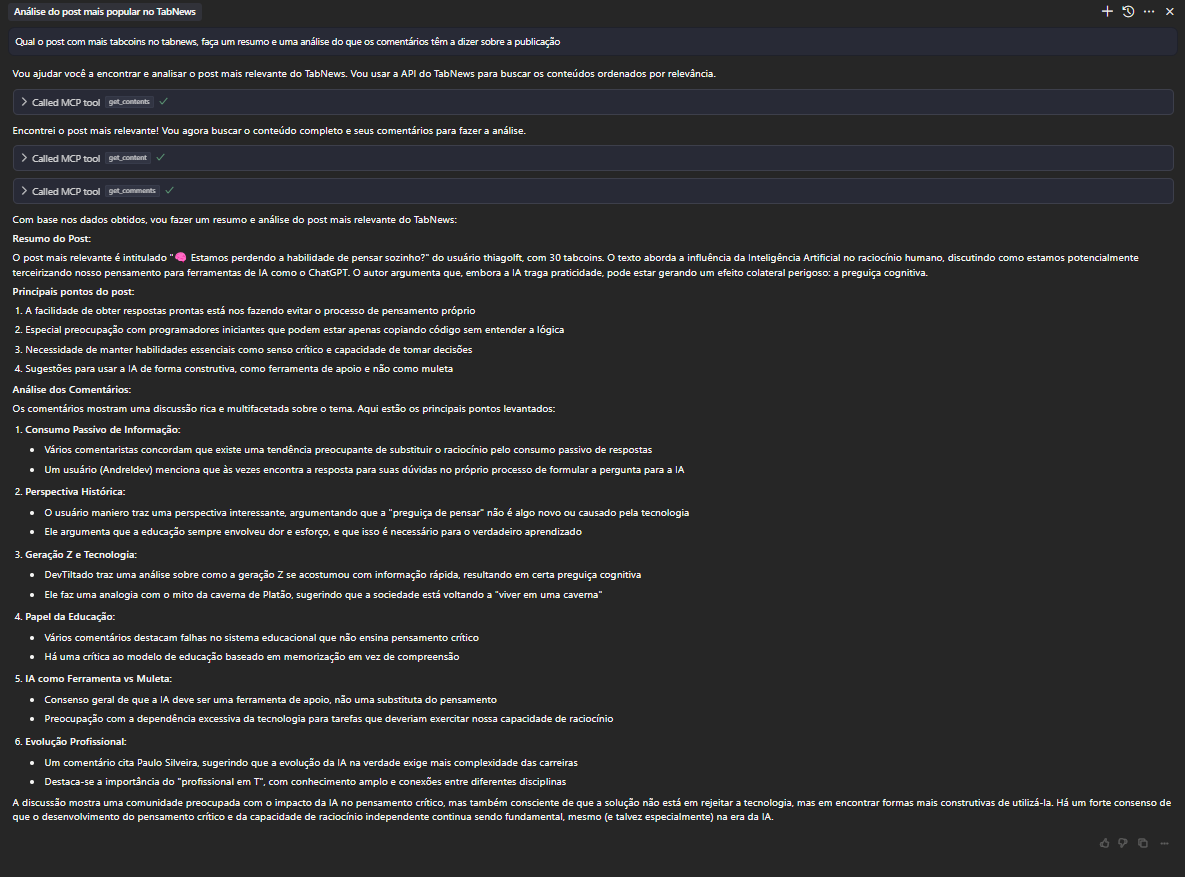 Análise do post mais popular no TabNews
Qual o post com mais tabcoins no tabnews, faça um resumo e uma análise do que os comentários têm a dizer sobre a publicação
Vou ajudar você a encontrar e analisar o post mais relevante do TabNews. Vou usar a API do TabNews para buscar os conteúdos ordenados por relevância.
Called MCP tool get_contents
Encontrei o post mais relevante! Vou agora buscar o conteúdo completo e seus comentários para fazer a análise.
Called MCP tool get_content
Called MCP tool get_comments
Com base nos dados obtidos, vou fazer um resumo e análise do post mais relevante do TabNews:
Resumo do Post:
O post mais relevante é intitulado "🧠 Estamos perdendo a habilidade de pensar sozinho?" do usuário thiagolft, com 30 tabcoins. O texto aborda a influência da Inteligência Artificial no raciocínio humano, discutindo como estamos potencialmente
terceirizando nosso pensamento para ferramentas de IA como o ChatGPT. O autor argumenta que, embora a IA traga praticidade, pode estar gerando um efeito colateral perigoso: a preguiça cognitiva.
Principais pontos do post:
1. A facilidade de obter respostas prontas está nos fazendo evitar o processo de pensamento próprio
2. Especial preocupação com programadores iniciantes que podem estar apenas copiando código sem entender a lógica
3. Necessidade de manter habilidades essenciais como senso crítico e capacidade de tomar decisões
4. Sugestões para usar a IA de forma construtiva, como ferramenta de apoio e não como muleta
Análise dos Comentários:
Os comentários mostram uma discussão rica e multifacetada sobre o tema. Aqui estão os principais pontos levantados:
1. Consumo Passivo de Informação:
• Vários comentaristas concordam que existe uma tendência preocupante de substituir o raciocínio pelo consumo passivo de respostas
• Um usuário (Andreldev) menciona que às vezes encontra a resposta para suas dúvidas no próprio processo de formular a pergunta para a IA
2. Perspectiva Histórica:
• O usuário maniero traz uma perspectiva interessante, argumentando que a "preguiça de pensar" não é algo novo ou causado pela tecnologia
• Ele argumenta que a educação sempre envolveu dor e esforço, e que isso é necessário para o verdadeiro aprendizado
3. Geração Z e Tecnologia:
• DevTiltado traz uma análise sobre como a geração Z se acostumou com informação rápida, resultando em certa preguiça cognitiva
• Ele faz uma analogia com o mito da caverna de Platão, sugerindo que a sociedade está voltando a "viver em uma caverna"
4. Papel da Educação:
• Vários comentários destacam falhas no sistema educacional que não ensina pensamento crítico
• Há uma crítica ao modelo de educação baseado em memorização em vez de compreensão
5. IA como Ferramenta vs Muleta:
• Consenso geral de que a IA deve ser uma ferramenta de apoio, não uma substituta do pensamento
• Preocupação com a dependência excessiva da tecnologia para tarefas que deveriam exercitar nossa capacidade de raciocínio
6. Evolução Profissional:
• Um comentário cita Paulo Silveira, sugerindo que a evolução da IA na verdade exige mais complexidade das carreiras
• Destaca-se a importância do "profissional em T", com conhecimento amplo e conexões entre diferentes disciplinas
A discussão mostra uma comunidade preocupada com o impacto da IA no pensamento crítico, mas também consciente de que a solução não está em rejeitar a tecnologia, mas em encontrar formas mais construtivas de utilizá-la. Há um forte consenso de
que o desenvolvimento do pensamento crítico e da capacidade de raciocínio independente continua sendo fundamental, mesmo (e talvez especialmente) na era da IA.